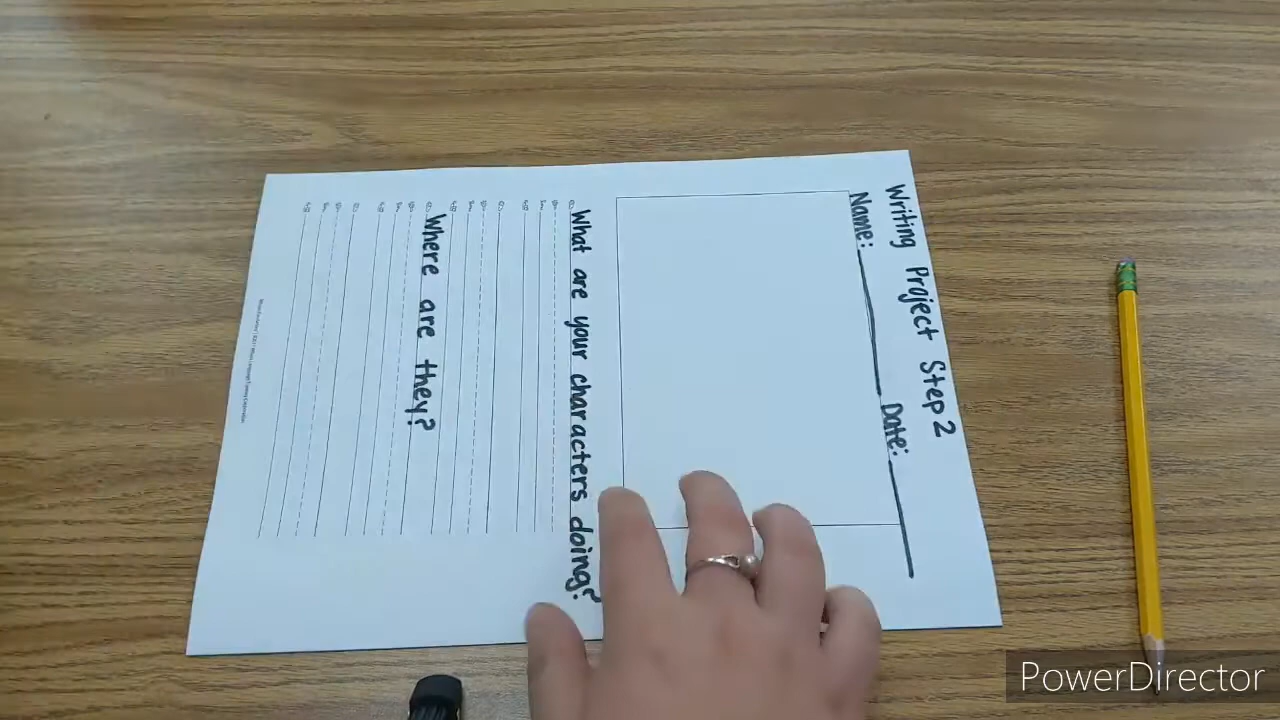 Writing Project Step 2
Name: Date:
What are your characters doing?
Where are they?
PowerDirector